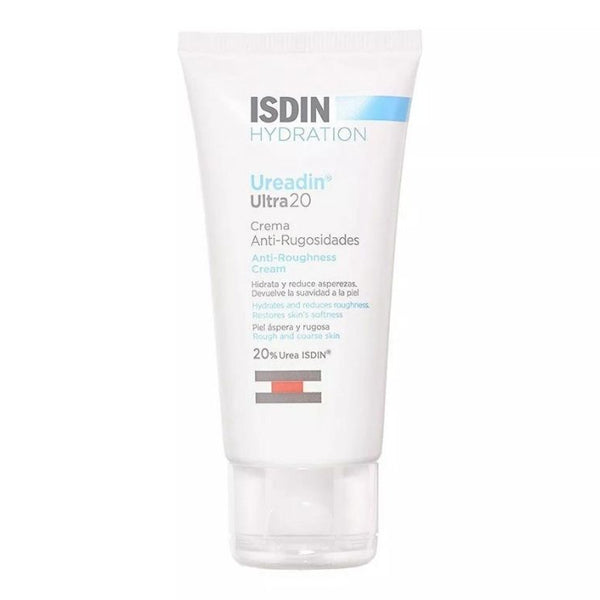 ISDIN
HYDRATION
Ureadin®
Ultra20
Crema
Anti-Rugosidades
Anti-Roughness
Cream
Hidrata y reduce asperezas.
Devuelve la suavidad a la piel
Hydrates and reduces roughness.
Restores skin's softness
Piel áspera y rugosa
Rough and coarse skin
20% Urea ISDIN®